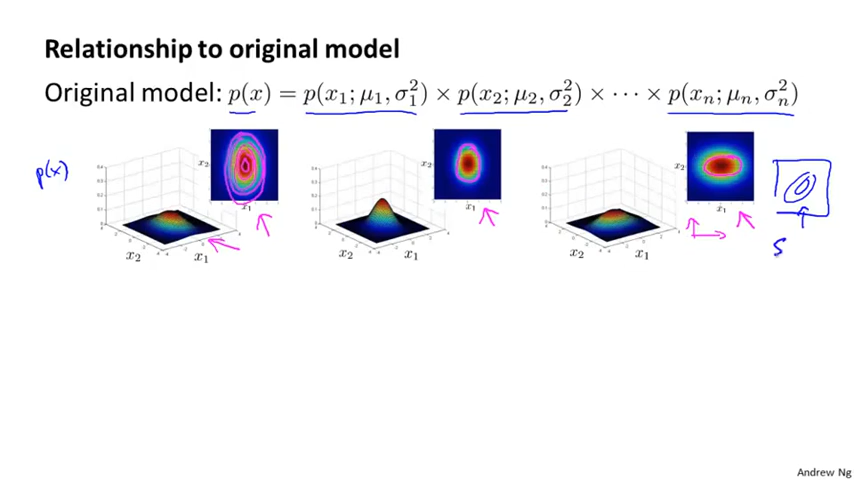 Relationship to original model
Original model: p(x) = p(x₁; μ₁, σ₁²) × p(x₂; μ₂, σ₂²) × ⋯ × p(xₙ; μₙ, σₙ²)
p(x)
x₂ x₁
x₂ x₁
x₂ x₁
x₂ x₁
x₂ x₁
x₂ x₁
S
Andrew Ng